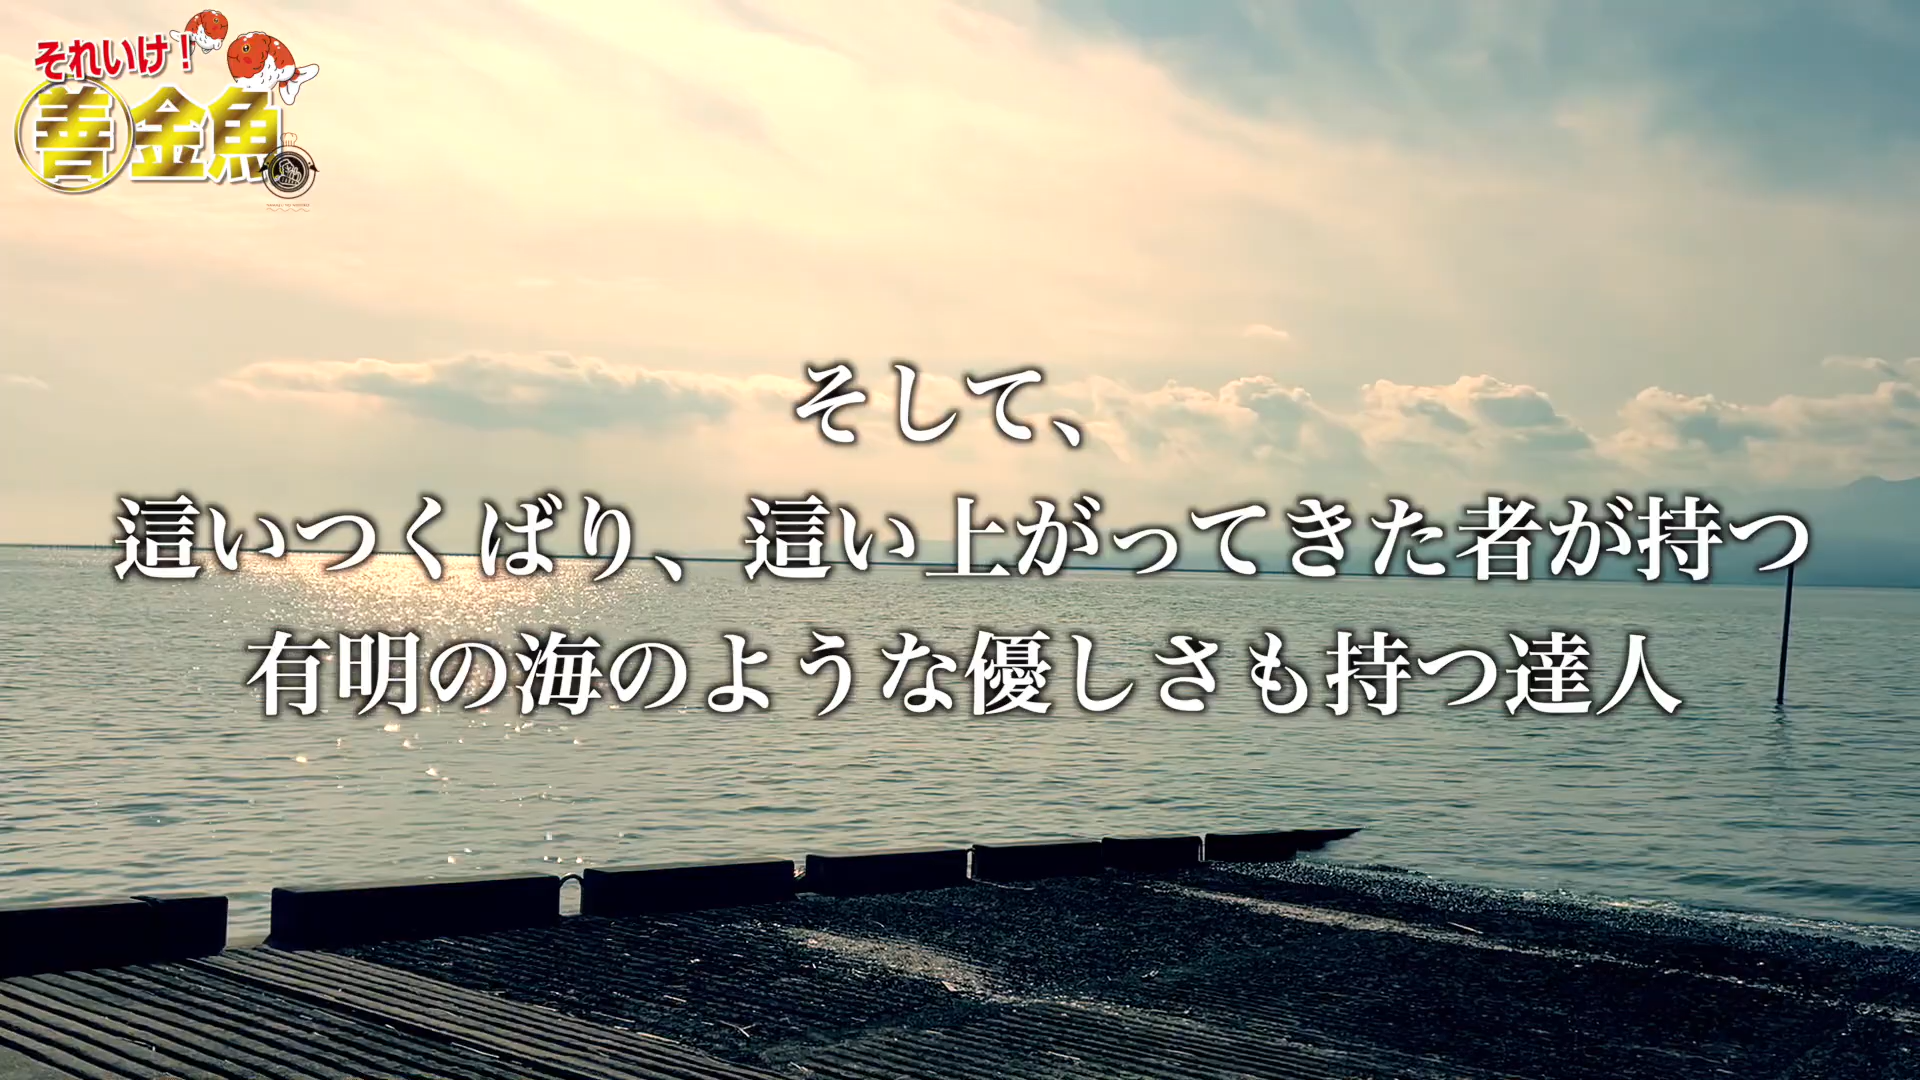 それいけ！
善金魚
そして、
這いつくばり、這い上がってきた者が持つ
有明の海のような優しさも持つ達人